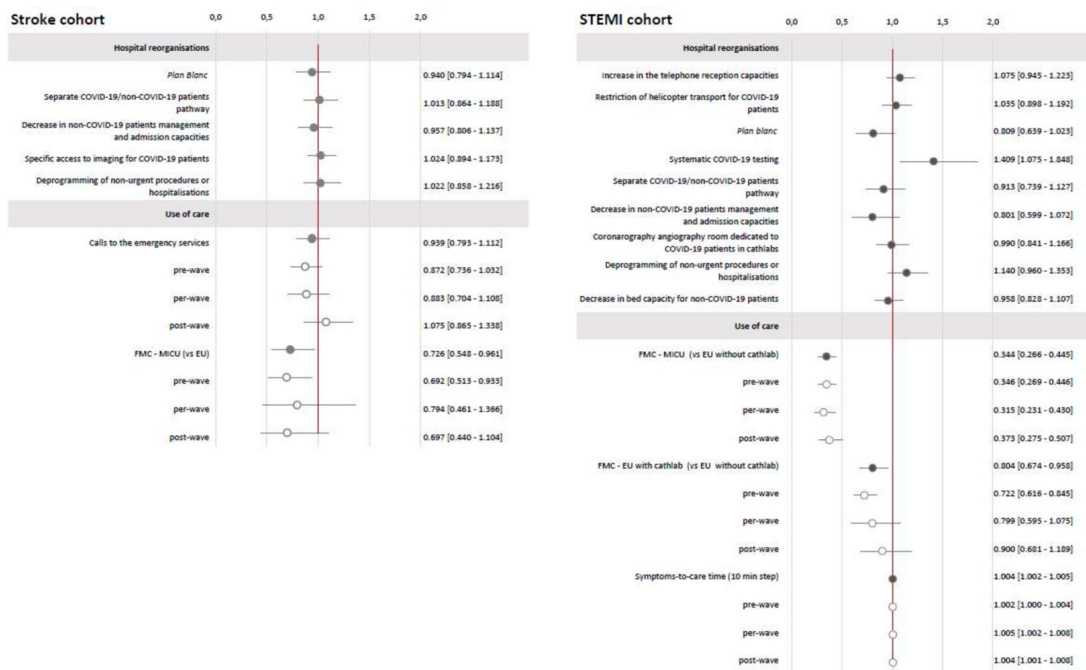 Stroke cohort
0,0 0,5 1,0 1,5 2,0
Hospital reorganisations
Plan Blanc 0.940 [0.794 - 1.114]
Separate COVID-19/non-COVID-19 patients
pathway 1.013 [0.864 - 1.188]
Decrease in non-COVID-19 patients management
and admission capacities 0.957 [0.806 - 1.137]
Specific access to imaging for COVID-19 patients 1.024 [0.894 - 1.173]
Deprogramming of non-urgent procedures or
hospitalisations 1.022 [0.858 - 1.216]
Use of care
Calls to the emergency services 0.939 [0.793 - 1.112]
pre-wave 0.872 [0.736 - 1.032]
per-wave 0.883 [0.704 - 1.108]
post-wave 1.075 [0.865 - 1.338]
FMC - MICU (vs EU) 0.726 [0.548 - 0.961]
pre-wave 0.692 [0.513 - 0.933]
per-wave 0.794 [0.461 - 1.366]
post-wave 0.697 [0.440 - 1.104]
STEMI cohort
0,0 0,5 1,0 1,5 2,0
Hospital reorganisations
Increase in the telephone reception capacities 1.075 [0.945 - 1.223]
Restriction of helicopter transport for COVID-19
patients 1.035 [0.898 - 1.192]
Plan blanc 0.809 [0.639 - 1.023]
Systematic COVID-19 testing 1.409 [1.075 - 1.848]
Separate COVID-19/non-COVID-19 patients
pathway 0.913 [0.739 - 1.127]
Decrease in non-COVID-19 patients management
and admission capacities 0.801 [0.599 - 1.072]
Coronarography angiography room dedicated to
COVID-19 patients in cathlabs 0.990 [0.841 - 1.166]
Deprogramming of non-urgent procedures or
hospitalisations 1.140 [0.960 - 1.353]
Decrease in bed capacity for non-COVID-19 patients 0.958 [0.828 - 1.107]
Use of care
FMC - MICU (vs EU without cathlab) 0.344 [0.266 - 0.445]
pre-wave 0.346 [0.269 - 0.446]
per-wave 0.315 [0.231 - 0.430]
post-wave 0.373 [0.275 - 0.507]
FMC - EU with cathlab (vs EU without cathlab) 0.804 [0.674 - 0.958]
pre-wave 0.722 [0.616 - 0.845]
per-wave 0.799 [0.595 - 1.075]
post-wave 0.900 [0.681 - 1.189]
Symptoms-to-care time (10 min step) 1.004 [1.002 - 1.005]
pre-wave 1.002 [1.000 - 1.004]
per-wave 1.005 [1.002 - 1.008]
post-wave 1.004 [1.001 - 1.008]